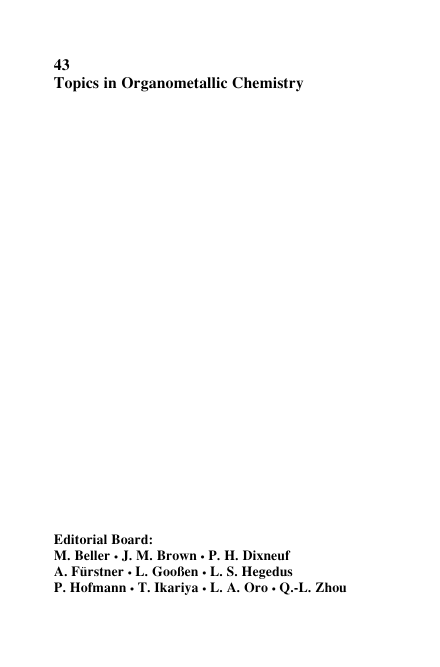 43
Topics in Organometallic Chemistry
Editorial Board:
M. Beller • J. M. Brown • P. H. Dixneuf
A. Fürstner • L. Gooßen • L. S. Hegedus
P. Hofmann • T. Ikariya • L. A. Oro • Q.-L. Zhou